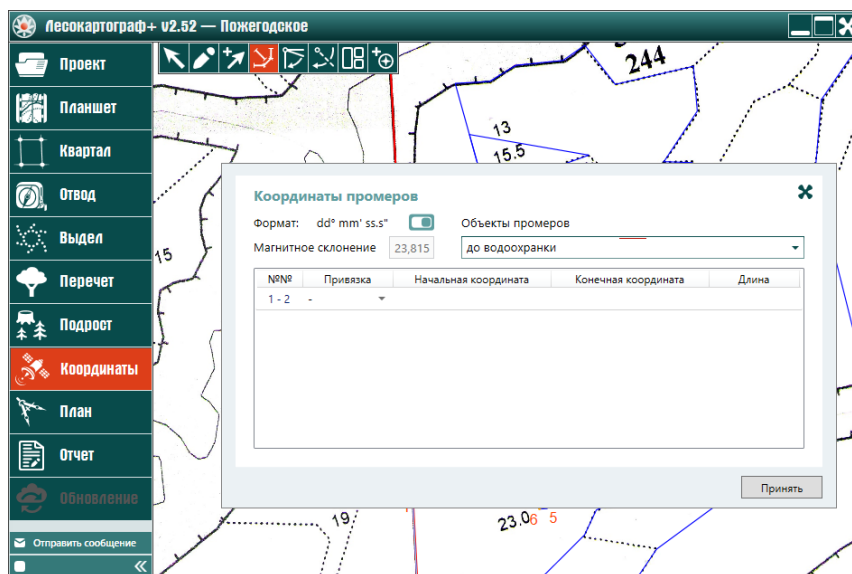 Лесокартограф+ v2.52 — Пожегодское
Проект
Планшет
Квартал
Отвод
Выдел
Перечет
Подрост
Координаты
План
Отчет
Обновление
Отправить сообщение
244
13
15.5
15
Координаты промеров
Формат: dd° mm' ss.s" Объекты промеров
Магнитное склонение 23,815 до водоохранки
№№ Привязка Начальная координата Конечная координата Длина
1 - 2 -
Принять
19
23.0 6 5